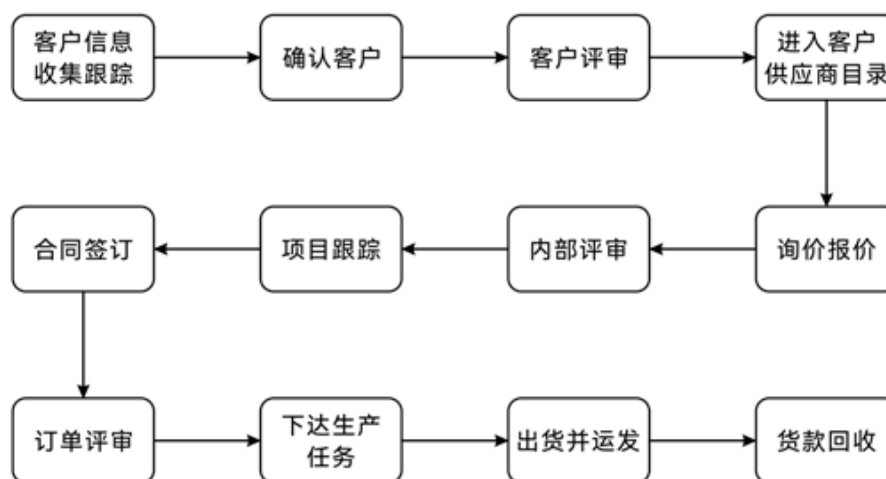 客户信息
收集跟踪
确认客户
客户评审
进入客户
供应商目录
合同签订
项目跟踪
内部评审
询价报价
订单评审
下达生产
任务
出货并运发
货款回收